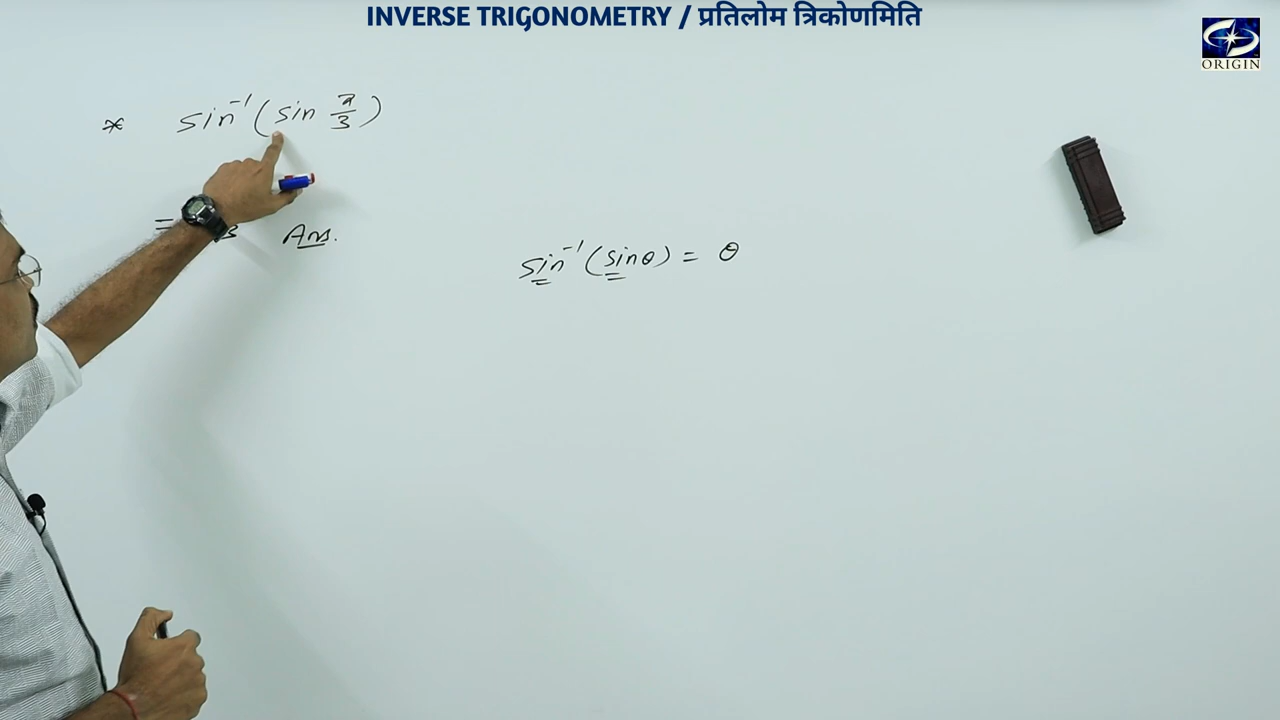 INVERSE TRIGONOMETRY / प्रतिलोम त्रिकोणमिति
ORIGIN
* sin⁻¹(sin π/3)
= Ans.
sin⁻¹(sinθ) = θ